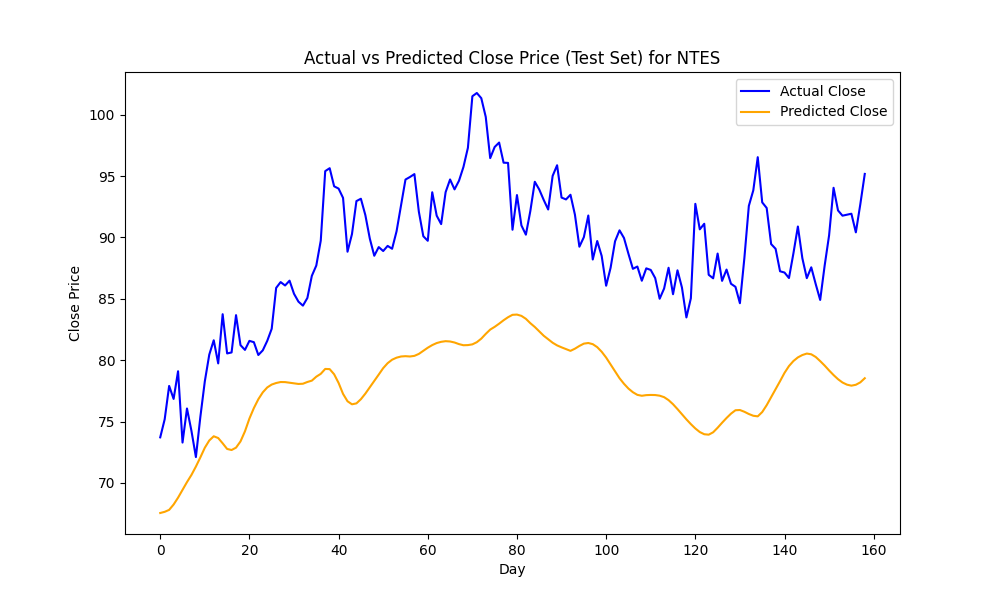 Actual vs Predicted Close Price (Test Set) for NTES
Actual Close
Predicted Close
Close Price
100
95
90
85
80
75
70
0 20 40 60 80 100 120 140 160
Day